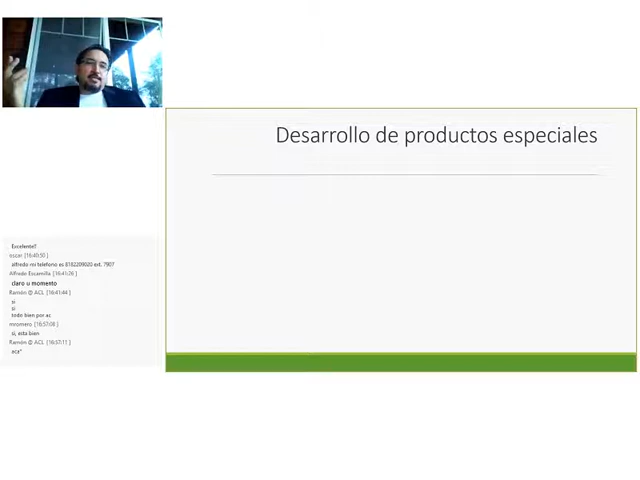 Desarrollo de productos especiales
Excelente!!
oscar [16:40:50]
alfredo mi telefono es 8182209020 ext. 7907
Alfredo Escamilla [16:41:26]
claro u momento
Ramón @ ACL [16:41:44]
si
si
todo bien por ac
mromero [16:57:08]
si, esta bien
Ramón @ ACL [16:57:11]
aca*